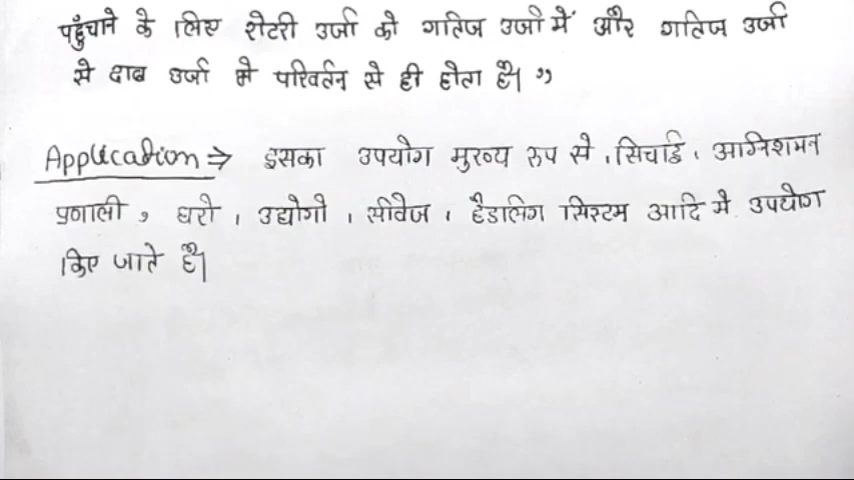 पहुँचाने के लिए रोटरी उर्जा को गतिज उर्जा में और गतिज उर्जा
से दाब उर्जा मे परिवर्तन से ही होता है। ”
Application ⇒ इसका उपयोग मुख्य रूप से , सिचाई , अग्निशमन
प्रणाली , घरो , उद्योगो , सीवेज , हैडलिंग सिस्टम आदि मे उपयोग
किए जाते है।